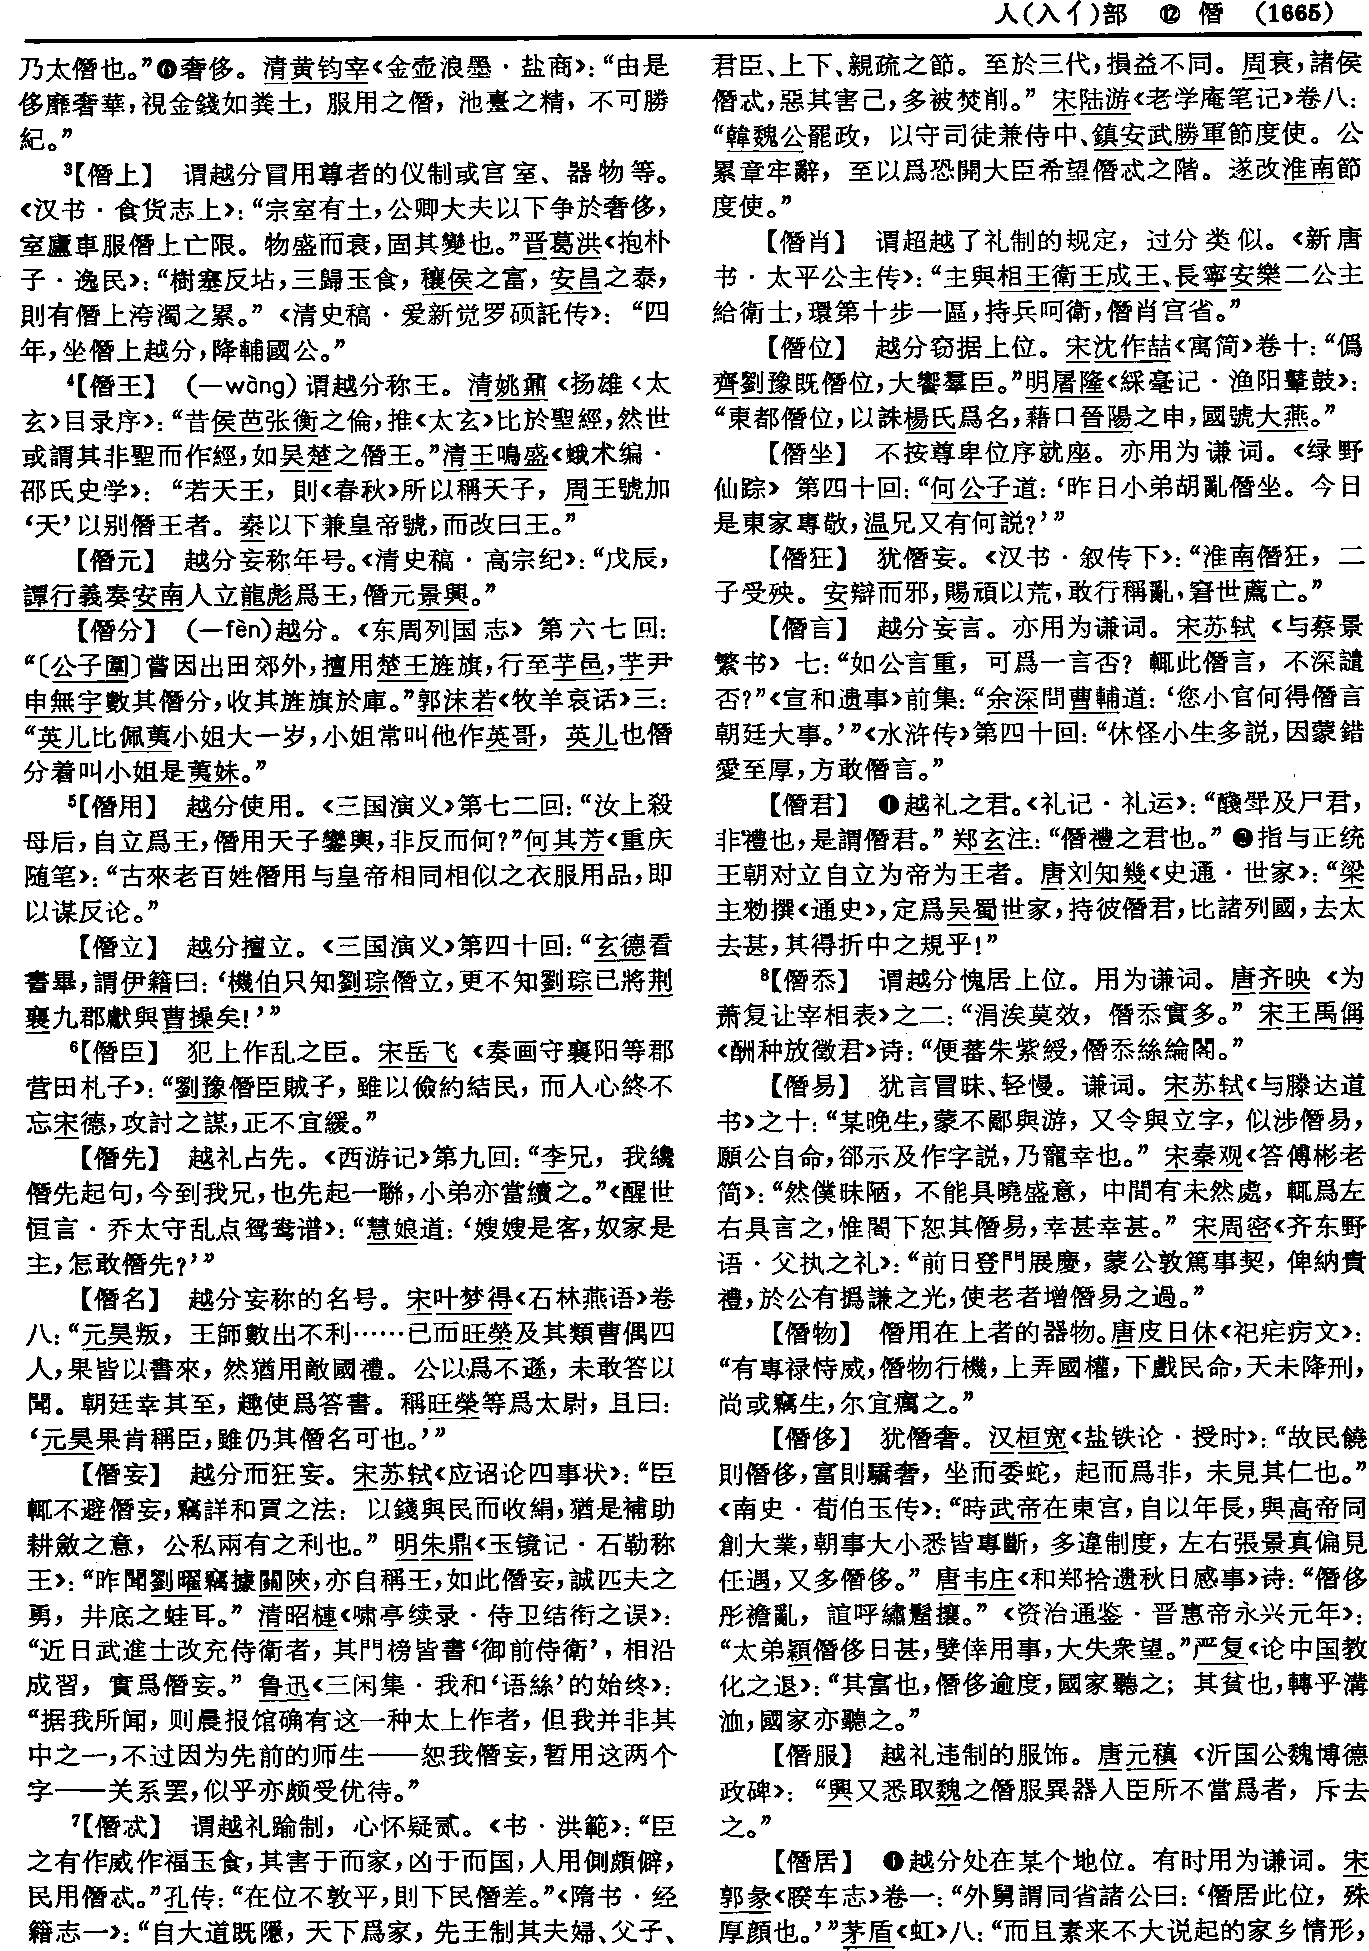 人(入亻)部 ⑫ 僭 (1665)
乃太僭也。”❻奢侈。清黄钧宰《金壶浪墨·盐商》：“由是
侈靡奢華，視金錢如糞土，服用之僭，池臺之精，不可勝
紀。”
³【僭上】 谓越分冒用尊者的仪制或宫室、器物等。
《汉书·食货志上》：“宗室有土，公卿大夫以下争於奢侈，
室廬車服僭上亡限。物盛而衰，固其變也。”晋葛洪《抱朴
子·逸民》：“樹塞反坫，三歸玉食，穰侯之富，安昌之泰，
則有僭上洿濁之累。”《清史稿·爱新觉罗硕託传》：“四
年，坐僭上越分，降輔國公。”
⁴【僭王】 (—wàng)谓越分称王。清姚鼐《扬雄〈太
玄〉目录序》：“昔侯芭张衡之倫，推《太玄》比於聖經，然世
或謂其非聖而作經，如吴楚之僭王。”清王鳴盛《蛾术编·
邵氏史学》：“若天王，則《春秋》所以稱天子，周王號加
‘天’以别僭王者。秦以下兼皇帝號，而改曰王。”
【僭元】 越分妄称年号。《清史稿·高宗纪》：“戊辰，
譚行義奏安南人立龍彪爲王，僭元景興。”
【僭分】 (—fèn)越分。《东周列国志》第六七回：
“〔公子圍〕嘗因出田郊外，擅用楚王旌旗，行至芋邑，芋尹
申無宇數其僭分，收其旌旗於庫。”郭沫若《牧羊哀话》三：
“英儿比佩荑小姐大一岁，小姐常叫他作英哥，英儿也僭
分着叫小姐是荑妹。”
⁵【僭用】 越分使用。《三国演义》第七二回：“汝上殺
母后，自立爲王，僭用天子鑾輿，非反而何？”何其芳《重庆
随笔》：“古來老百姓僭用与皇帝相同相似之衣服用品，即
以谋反论。”
【僭立】 越分擅立。《三国演义》第四十回：“玄德看
書畢，謂伊籍曰：‘機伯只知劉琮僭立，更不知劉琮已將荆
襄九郡獻與曹操矣！’”
⁶【僭臣】 犯上作乱之臣。宋岳飞《奏画守襄阳等郡
营田札子》：“劉豫僭臣賊子，雖以儉約結民，而人心終不
忘宋德，攻討之謀，正不宜緩。”
【僭先】 越礼占先。《西游记》第九回：“李兄，我纔
僭先起句，今到我兄，也先起一聯，小弟亦當續之。”《醒世
恒言·乔太守乱点鸳鸯谱》：“慧娘道：‘嫂嫂是客，奴家是
主，怎敢僭先？’”
【僭名】 越分妄称的名号。宋叶梦得《石林燕语》卷
八：“元昊叛，王師數出不利……已而旺榮及其類曹偶四
人，果皆以書來，然猶用敵國禮。公以爲不遜，未敢答以
聞。朝廷幸其至，趣使爲答書。稱旺榮等爲太尉，且曰：
‘元昊果肯稱臣，雖仍其僭名可也。’”
【僭妄】 越分而狂妄。宋苏轼《应诏论四事状》：“臣
輒不避僭妄，竊詳和買之法：以錢與民而收絹，猶是補助
耕斂之意，公私兩有之利也。”明朱鼎《玉镜记·石勒称
王》：“昨聞劉曜竊據關陝，亦自稱王，如此僭妄，誠匹夫之
勇，井底之蛙耳。”清昭槤《啸亭续录·侍卫结衔之误》：
“近日武進士改充侍衛者，其門榜皆書‘御前侍衛’，相沿
成習，實爲僭妄。”鲁迅《三闲集·我和‘语絲’的始终》：
“据我所闻，则晨报馆确有这一种太上作者，但我并非其
中之一，不过因为先前的师生——恕我僭妄，暂用这两个
字——关系罢，似乎亦颇受优待。”
⁷【僭忒】 谓越礼踰制，心怀疑贰。《书·洪範》：“臣
之有作威作福玉食，其害于而家，凶于而国，人用側頗僻，
民用僭忒。”孔传：“在位不敦平，則下民僭差。”《隋书·经
籍志一》：“自大道既隱，天下爲家，先王制其夫婦、父子、
君臣、上下、親疏之節。至於三代，損益不同。周衰，諸侯
僭忒，惡其害己，多被焚削。”宋陆游《老学庵笔记》卷八：
“韓魏公罷政，以守司徒兼侍中、鎮安武勝軍節度使。公
累章牢辭，至以爲恐開大臣希望僭忒之階。遂改淮南節
度使。”
【僭肖】 谓超越了礼制的规定，过分类似。《新唐
书·太平公主传》：“主與相王衛王成王、長寧安樂二公主
給衛士，環第十步一區，持兵呵衛，僭肖宫省。”
【僭位】 越分窃据上位。宋沈作喆《寓简》卷十：“僞
齊劉豫既僭位，大饗羣臣。”明屠隆《綵毫记·渔阳鼙鼓》：
“東都僭位，以誅楊氏爲名，藉口晉陽之申，國號大燕。”
【僭坐】 不按尊卑位序就座。亦用为谦词。《绿野
仙踪》第四十回：“何公子道：‘昨日小弟胡亂僭坐。今日
是東家專敬，温兄又有何説？’”
【僭狂】 犹僭妄。《汉书·叙传下》：“淮南僭狂，二
子受殃。安辯而邪，賜頑以荒，敢行稱亂，窘世薦亡。”
【僭言】 越分妄言。亦用为谦词。宋苏轼《与蔡景
繁书》七：“如公言重，可爲一言否？輒此僭言，不深譴
否？”《宣和遗事》前集：“余深問曹輔道：‘您小官何得僭言
朝廷大事。’”《水浒传》第四十回：“休怪小生多説，因蒙錯
愛至厚，方敢僭言。”
【僭君】 ❶越礼之君。《礼记·礼运》：“醆斝及尸君，
非禮也，是謂僭君。”郑玄注：“僭禮之君也。”❷指与正统
王朝对立自立为帝为王者。唐刘知幾《史通·世家》：“梁
主勑撰《通史》，定爲吴蜀世家，持彼僭君，比諸列國，去太
去甚，其得折中之規乎！”
⁸【僭忝】 谓越分愧居上位。用为谦词。唐齐映《为
萧复让宰相表》之二：“涓涘莫效，僭忝實多。”宋王禹偁
《酬种放徵君》诗：“便蕃朱紫綬，僭忝絲綸閣。”
【僭易】 犹言冒昧、轻慢。谦词。宋苏轼《与滕达道
书》之十：“某晚生，蒙不鄙與游，又令與立字，似涉僭易，
願公自命，卻示及作字説，乃寵幸也。”宋秦观《答傅彬老
简》：“然僕昧陋，不能具曉盛意，中間有未然處，輒爲左
右具言之，惟閣下恕其僭易，幸甚幸甚。”宋周密《齐东野
语·父执之礼》：“前日登門展慶，蒙公敦篤事契，俾納貴
禮，於公有撝謙之光，使老者增僭易之過。”
【僭物】 僭用在上者的器物。唐皮日休《祀疟疠文》：
“有專禄恃威，僭物行機，上弄國權，下戲民命，天未降刑，
尚或竊生，尔宜癘之。”
【僭侈】 犹僭奢。汉桓宽《盐铁论·授时》：“故民饒
則僭侈，富則驕奢，坐而委蛇，起而爲非，未見其仁也。”
《南史·荀伯玉传》：“時武帝在東宫，自以年長，與高帝同
創大業，朝事大小悉皆專斷，多違制度，左右張景真偏見
任遇，又多僭侈。”唐韦庄《和郑拾遗秋日感事》诗：“僭侈
彤襜亂，諠呼繡𩭹攘。”《资治通鉴·晋惠帝永兴元年》：
“太弟穎僭侈日甚，嬖倖用事，大失衆望。”严复《论中国教
化之退》：“其富也，僭侈逾度，國家聽之；其貧也，轉乎溝
洫，國家亦聽之。”
【僭服】 越礼违制的服饰。唐元稹《沂国公魏博德
政碑》：“興又悉取魏之僭服異器人臣所不當爲者，斥去
之。”
【僭居】 ❶越分处在某个地位。有时用为谦词。宋
郭彖《睽车志》卷一：“外舅謂同省諸公曰：‘僭居此位，殊
厚顔也。’”茅盾《虹》八：“而且素来不大说起的家乡情形，